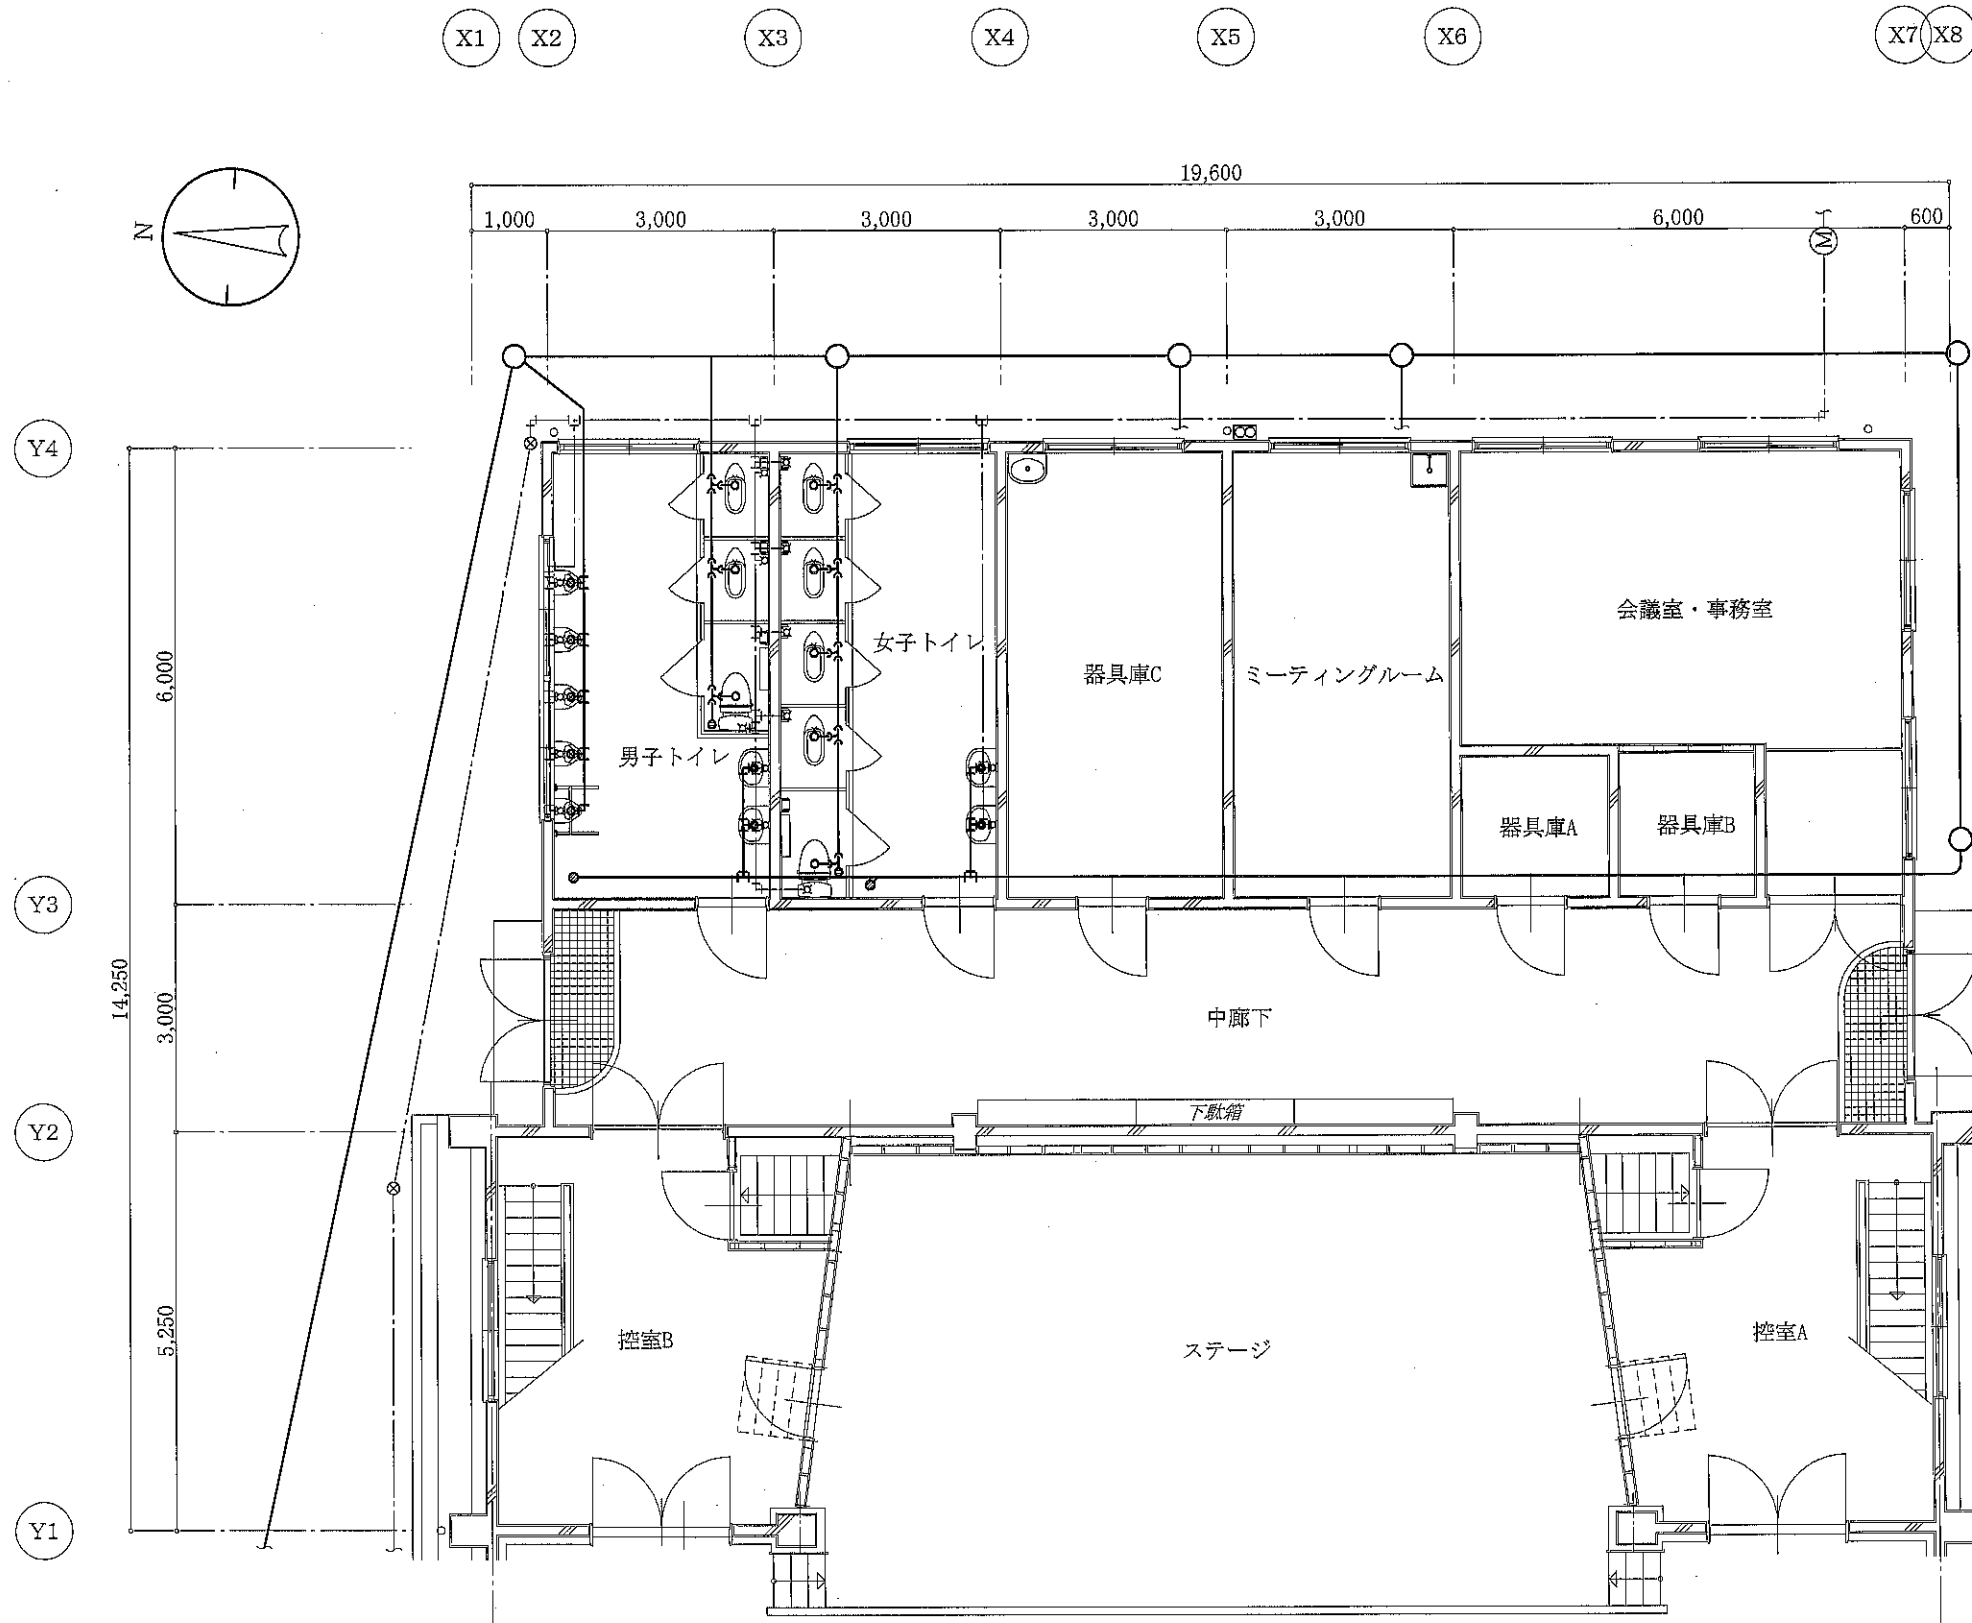 X1 X2 X3 X4 X5 X6 X7 X8
19,600
1,000 3,000 3,000 3,000 3,000 6,000 600
N
M
Y4
会議室・事務室
女子トイレ
6,000
器具庫C
ミーティングルーム
男子トイレ
器具庫A
器具庫B
Y3
14,250
3,000
中廊下
下駄箱
Y2
5,250
控室B
ステージ
控室A
Y1